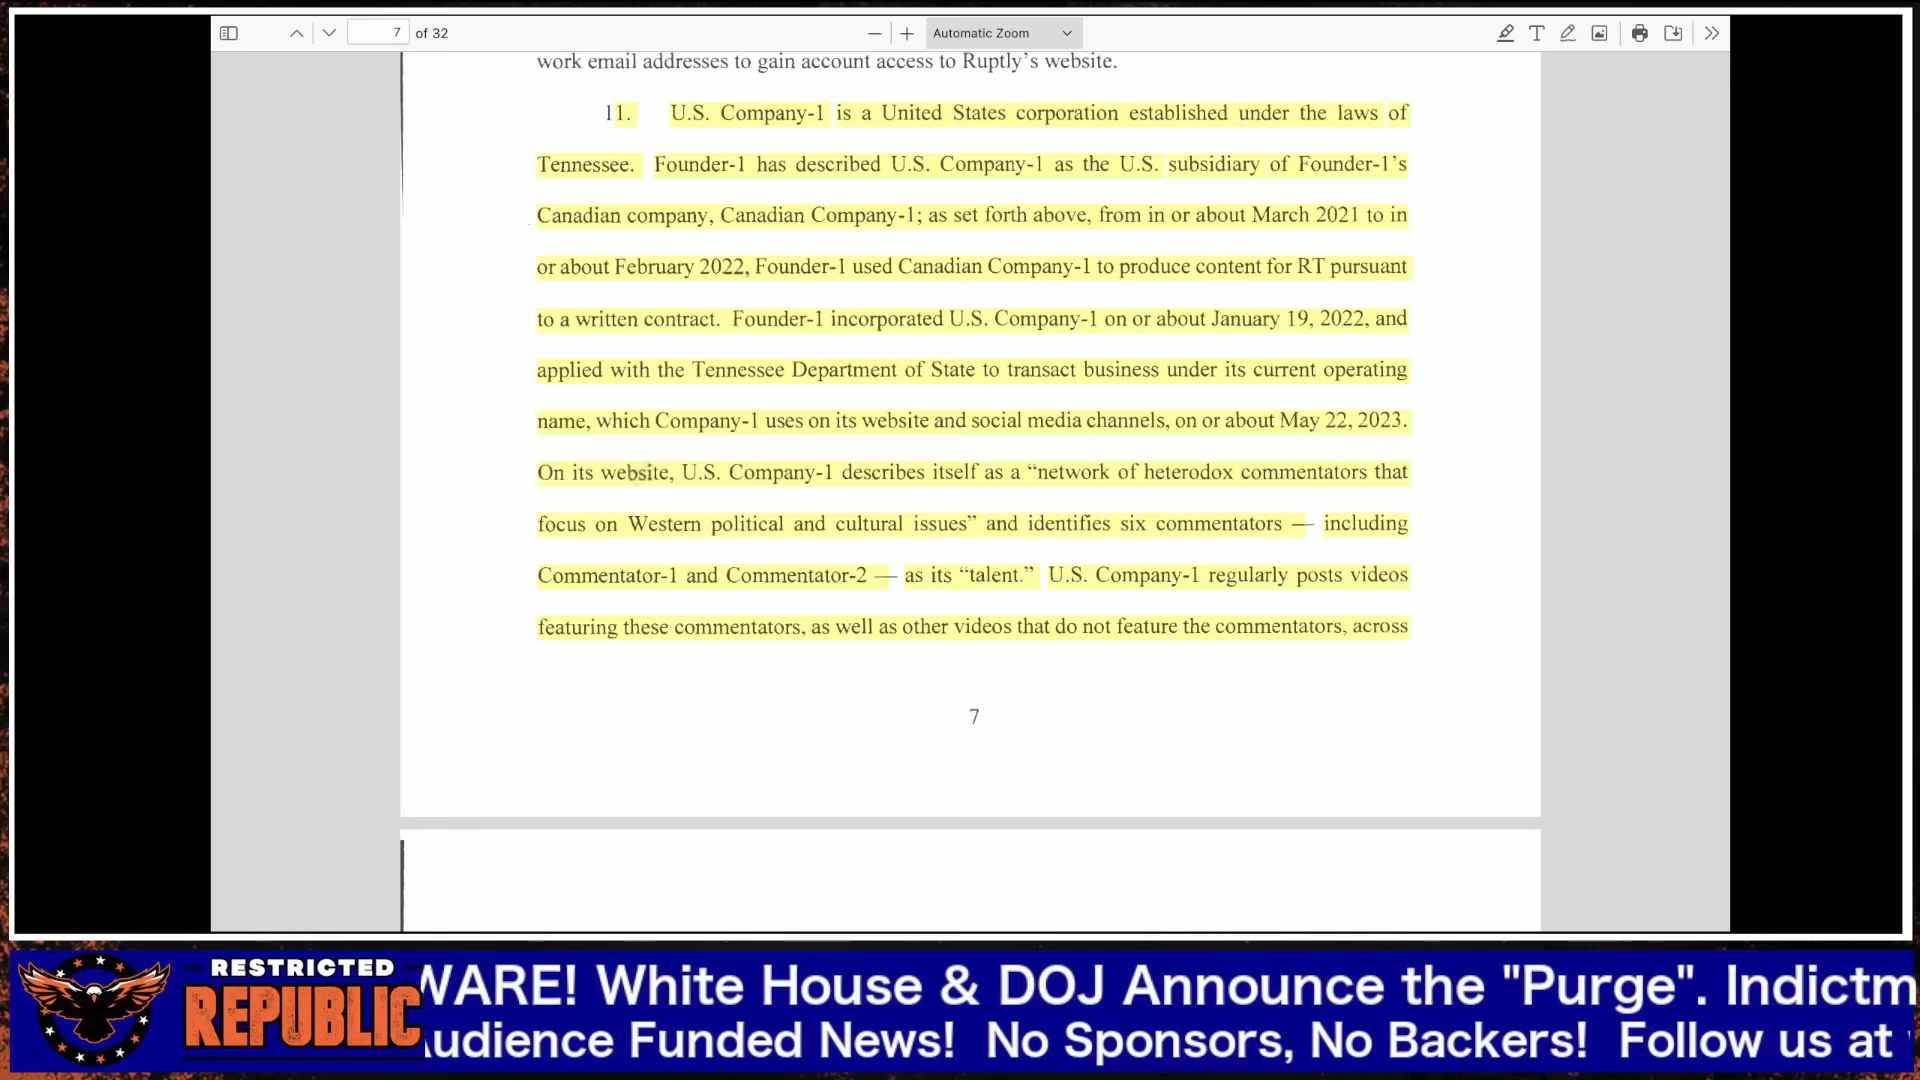 7 of 32
Automatic Zoom
work email addresses to gain account access to Ruptly’s website.
11. U.S. Company-1 is a United States corporation established under the laws of
Tennessee. Founder-1 has described U.S. Company-1 as the U.S. subsidiary of Founder-1’s
Canadian company, Canadian Company-1; as set forth above, from in or about March 2021 to in
or about February 2022, Founder-1 used Canadian Company-1 to produce content for RT pursuant
to a written contract. Founder-1 incorporated U.S. Company-1 on or about January 19, 2022, and
applied with the Tennessee Department of State to transact business under its current operating
name, which Company-1 uses on its website and social media channels, on or about May 22, 2023.
On its website, U.S. Company-1 describes itself as a “network of heterodox commentators that
focus on Western political and cultural issues” and identifies six commentators — including
Commentator-1 and Commentator-2 — as its “talent.” U.S. Company-1 regularly posts videos
featuring these commentators, as well as other videos that do not feature the commentators, across
7
RESTRICTED
REPUBLIC
WARE! White House & DOJ Announce the "Purge". Indictm
udience Funded News! No Sponsors, No Backers! Follow us at